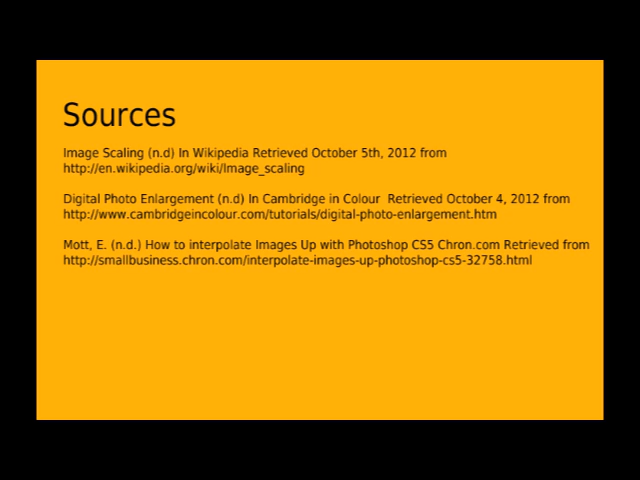 Sources
Image Scaling (n.d) In Wikipedia Retrieved October 5th, 2012 from
http://en.wikipedia.org/wiki/Image_scaling
Digital Photo Enlargement (n.d) In Cambridge in Colour  Retrieved October 4, 2012 from
http://www.cambridgeincolour.com/tutorials/digital-photo-enlargement.htm
Mott, E. (n.d.) How to interpolate Images Up with Photoshop CS5 Chron.com Retrieved from
http://smallbusiness.chron.com/interpolate-images-up-photoshop-cs5-32758.html